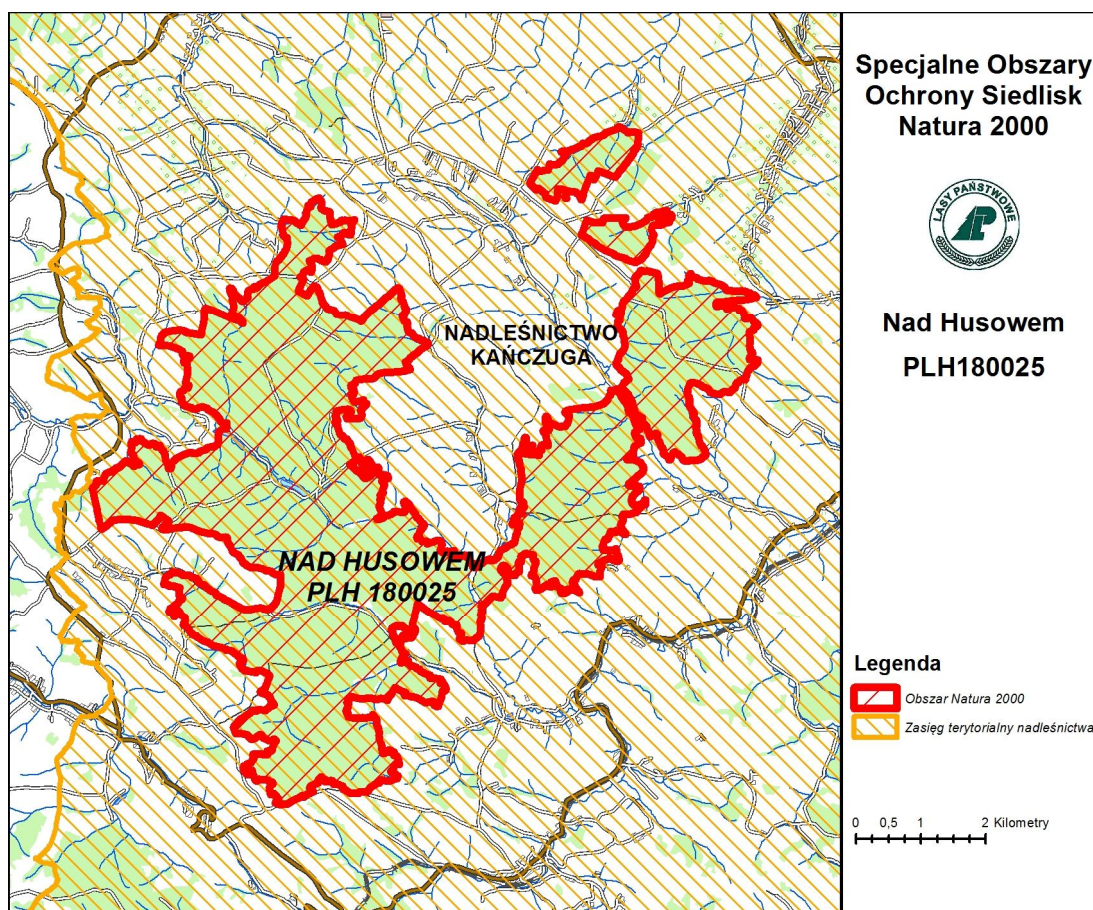 Specjalne Obszary
Ochrony Siedlisk
Natura 2000
LASY PAŃSTWOWE
Nad Husowem
PLH180025
NADLEŚNICTWO
KAŃCZUGA
NAD HUSOWEM
PLH 180025
Legenda
Obszar Natura 2000
Zasięg terytorialny nadleśnictwa
0 0,5 1 2 Kilometry